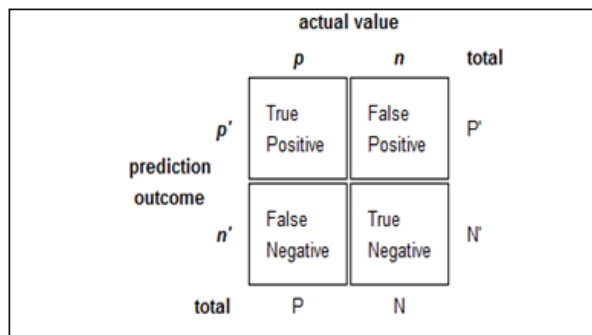 actual value
p n total
True False
p' Positive Positive P'
prediction
outcome
False True
n' Negative Negative N'
total P N